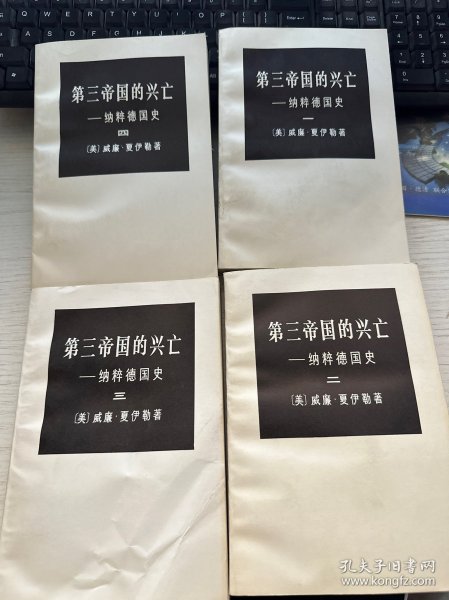 第三帝国的兴亡
—纳粹德国史
四
〔美〕威廉·夏伊勒著
第三帝国的兴亡
—纳粹德国史
一
〔美〕威廉·夏伊勒著
第三帝国的兴亡
—纳粹德国史
三
〔美〕威廉·夏伊勒著
第三帝国的兴亡
—纳粹德国史
二
〔美〕威廉·夏伊勒著
孔夫子旧书网
www.kongfz.com